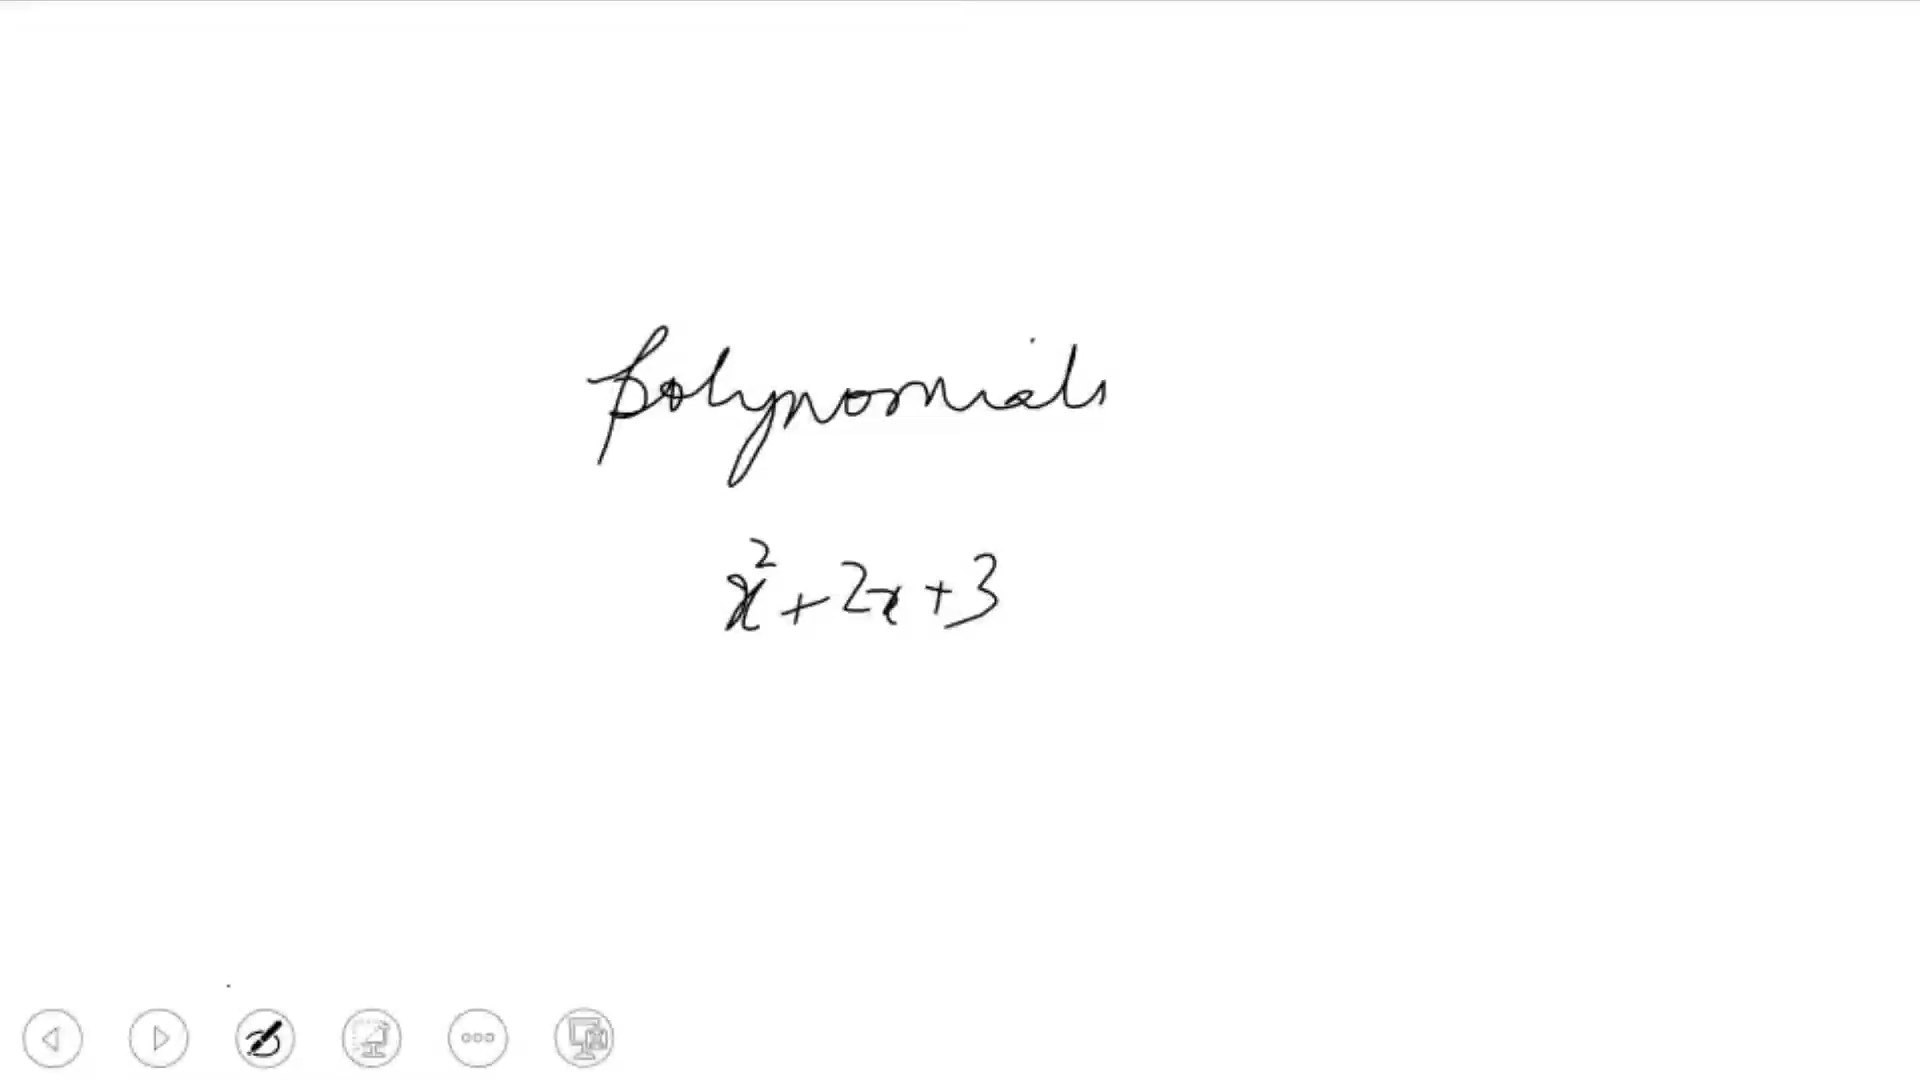 polynomials
x² + 2x + 3